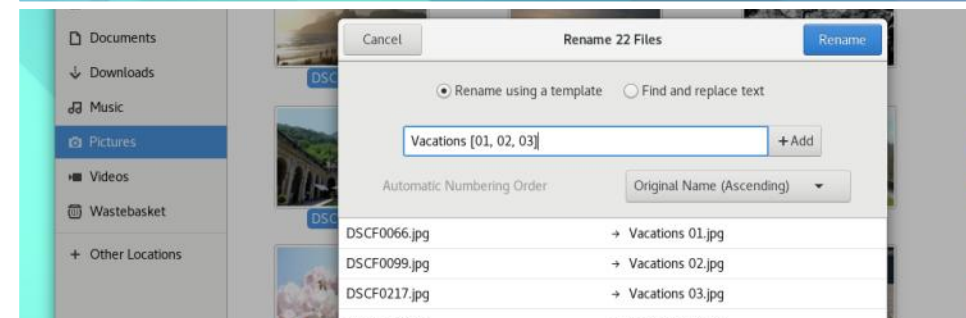 Documents
Downloads
Music
Pictures
Videos
Wastebasket
+ Other Locations
DSC
DSC
Cancel
Rename 22 Files
Rename
Rename using a template
Find and replace text
Vacations [01, 02, 03]
+ Add
Automatic Numbering Order
Original Name (Ascending)
DSCF0066.jpg → Vacations 01.jpg
DSCF0099.jpg → Vacations 02.jpg
DSCF0217.jpg → Vacations 03.jpg